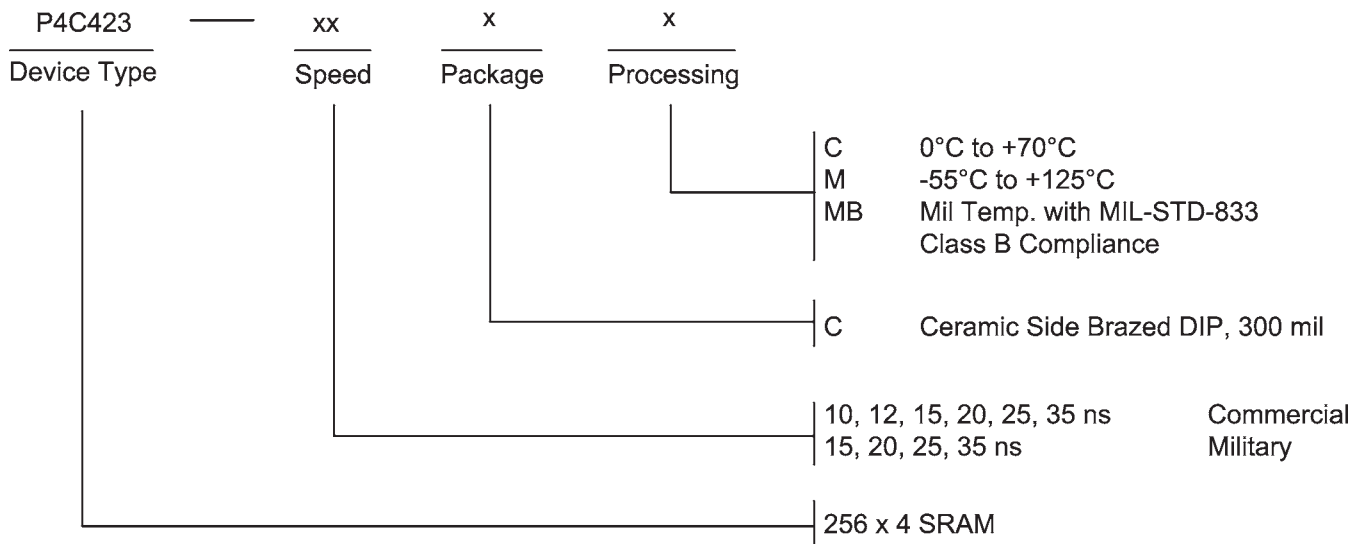 P4C423 — xx x x
Device Type Speed Package Processing
C 0°C to +70°C
M -55°C to +125°C
MB Mil Temp. with MIL-STD-833
Class B Compliance
C Ceramic Side Brazed DIP, 300 mil
10, 12, 15, 20, 25, 35 ns Commercial
15, 20, 25, 35 ns Military
256 x 4 SRAM